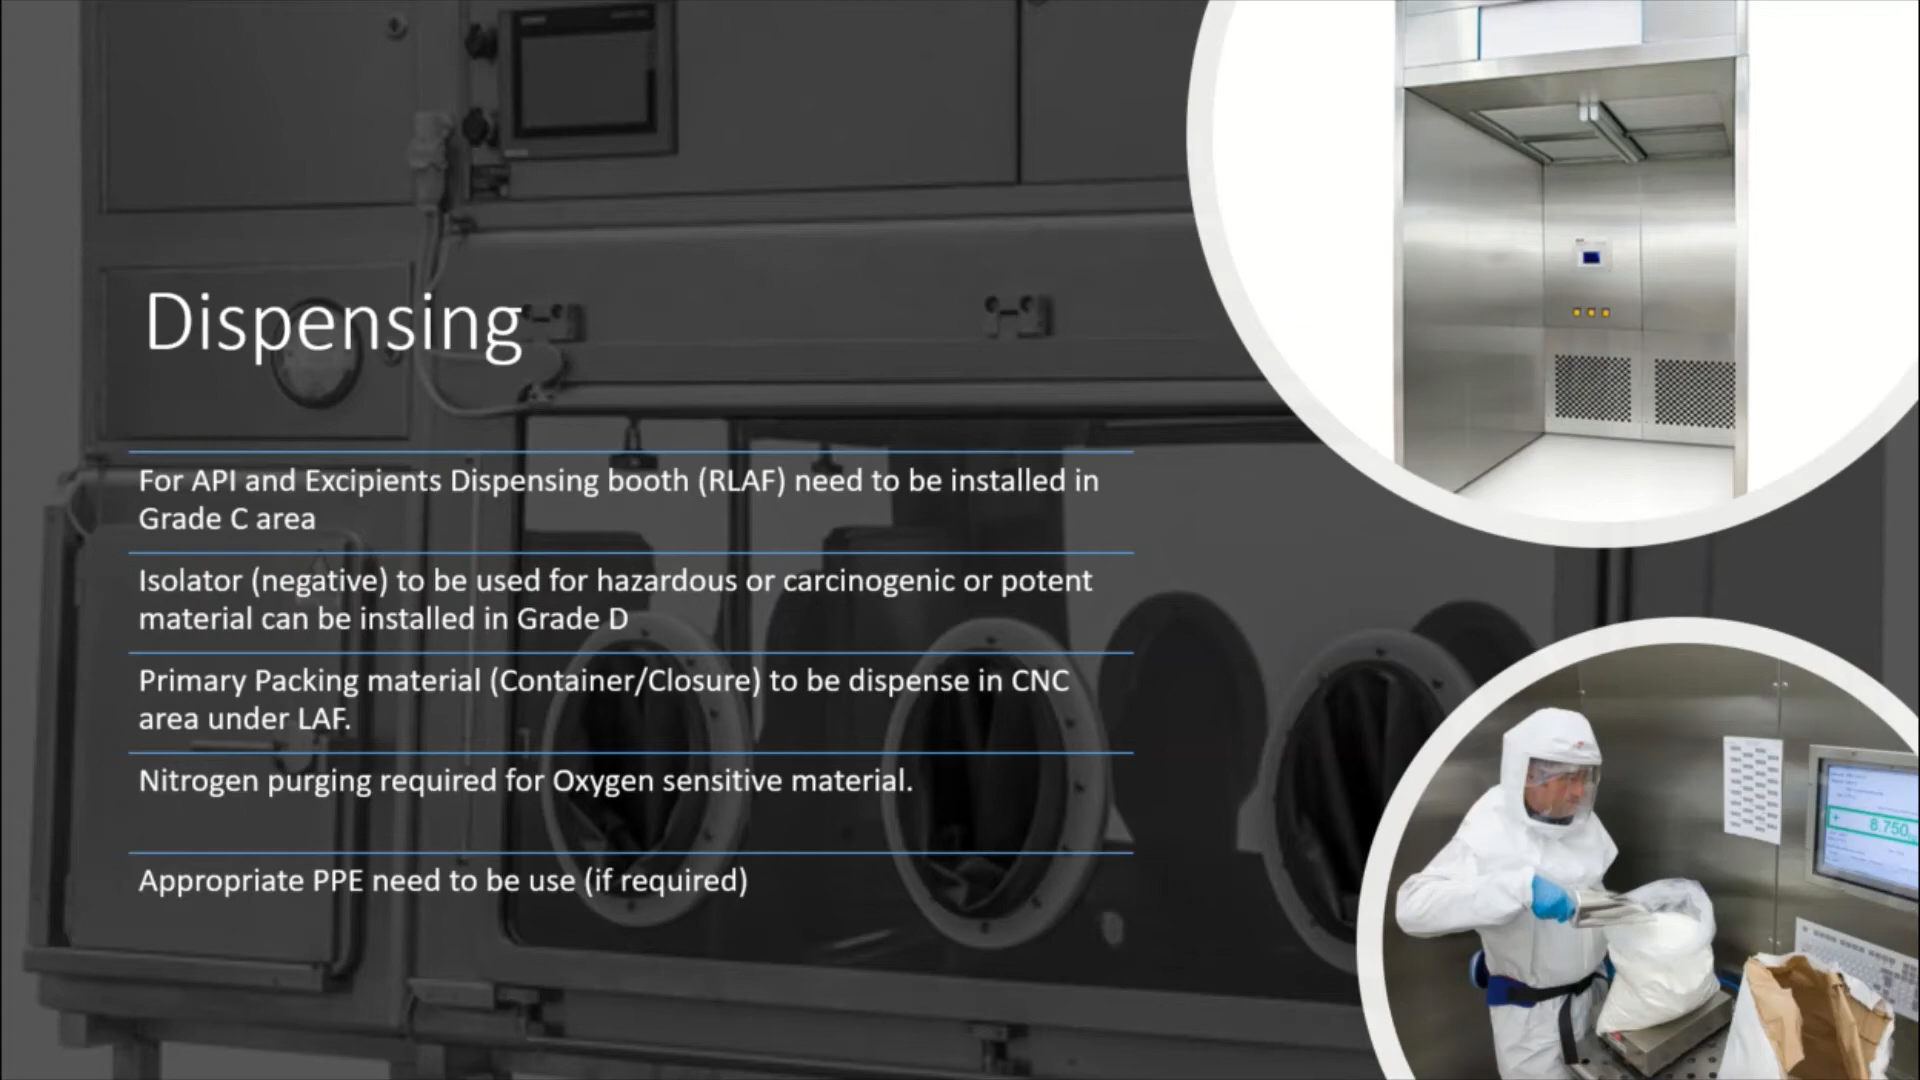 Dispensing
For API and Excipients Dispensing booth (RLAF) need to be installed in
Grade C area
Isolator (negative) to be used for hazardous or carcinogenic or potent
material can be installed in Grade D
Primary Packing material (Container/Closure) to be dispense in CNC
area under LAF.
Nitrogen purging required for Oxygen sensitive material.
Appropriate PPE need to be use (if required)
8.750